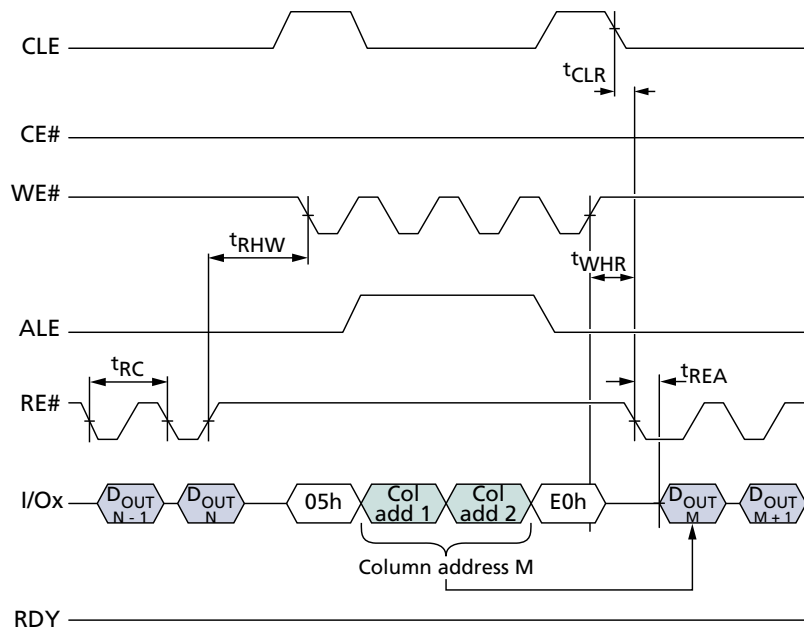 CLE
tCLR
CE#
WE#
tRHW
tWHR
ALE
tRC
tREA
RE#
I/Ox
DOUT N - 1
DOUT N
05h
Col add 1
Col add 2
E0h
DOUT M
DOUT M + 1
Column address M
RDY